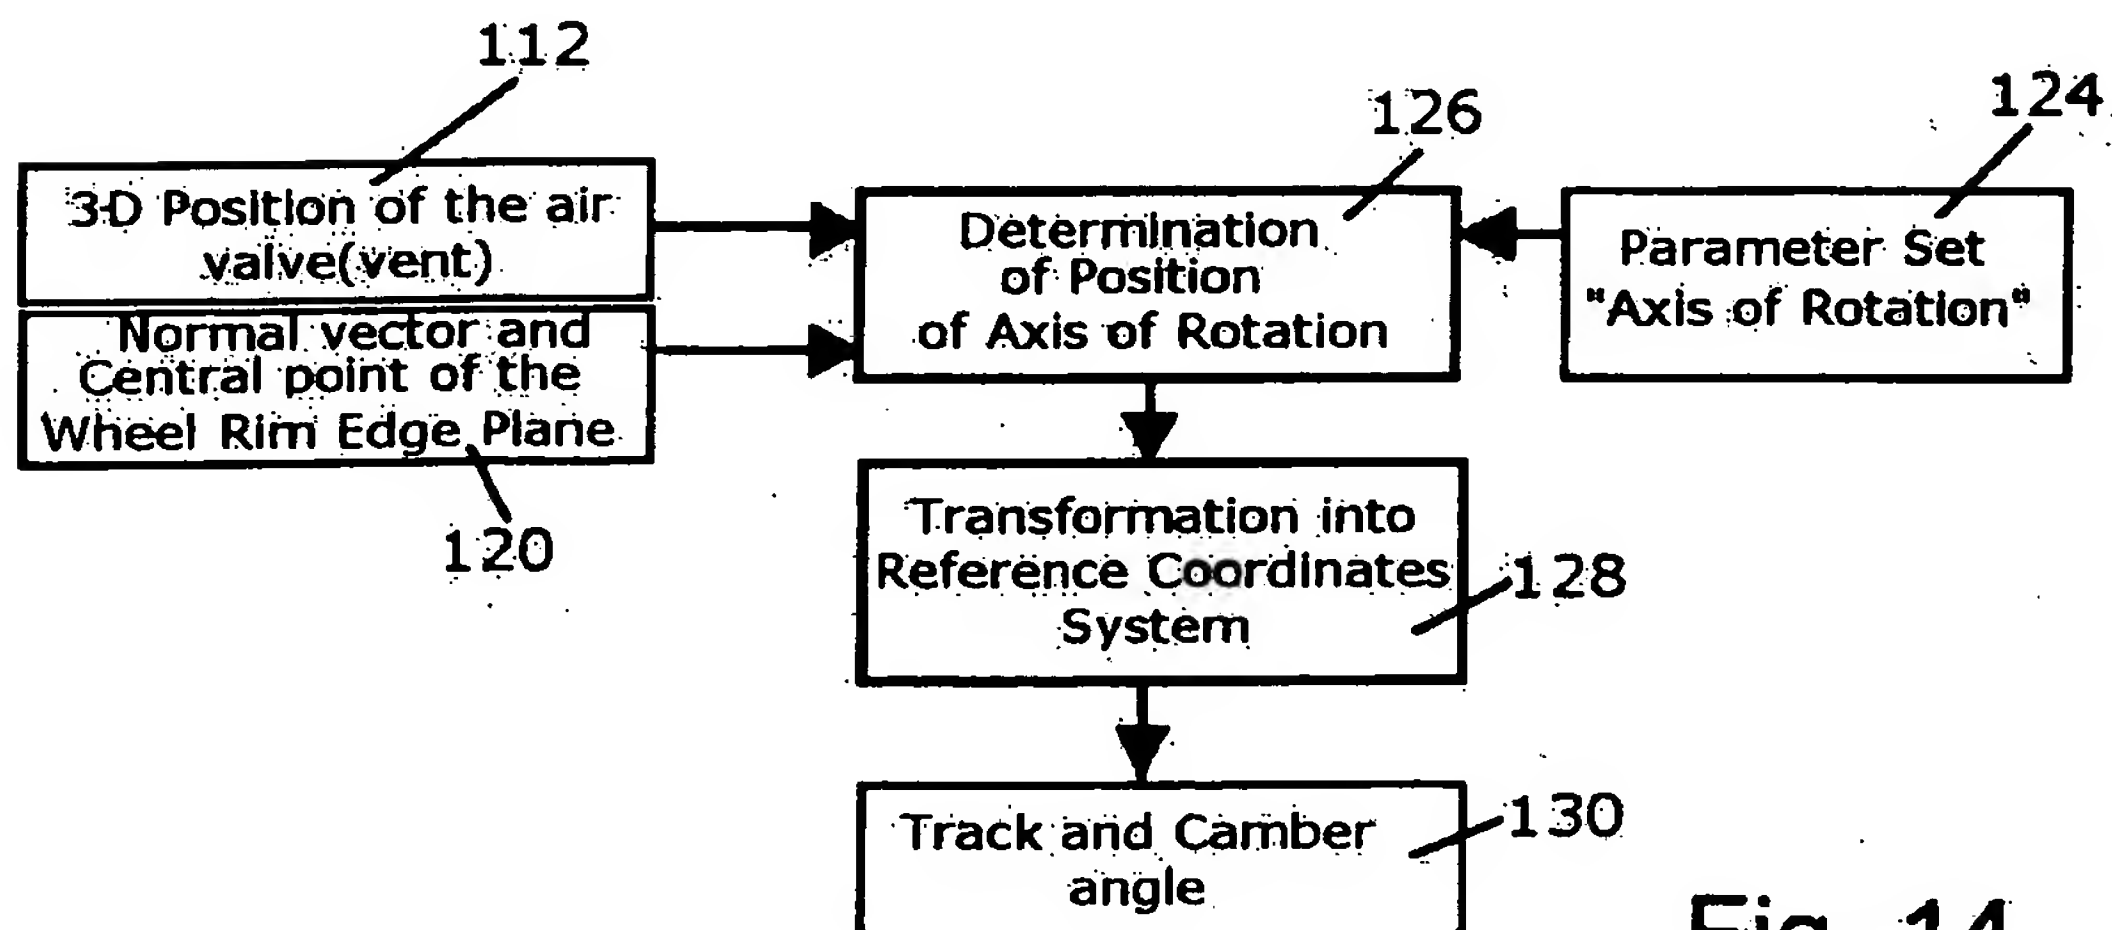 112
3-D Position of the air
valve(vent)
Normal vector and
Central point of the
Wheel Rim Edge Plane
120
126
Determination
of Position
of Axis of Rotation
124
Parameter Set
"Axis of Rotation"
Transformation into
Reference Coordinates
System
128
Track and Camber
angle
130
Fig. 14